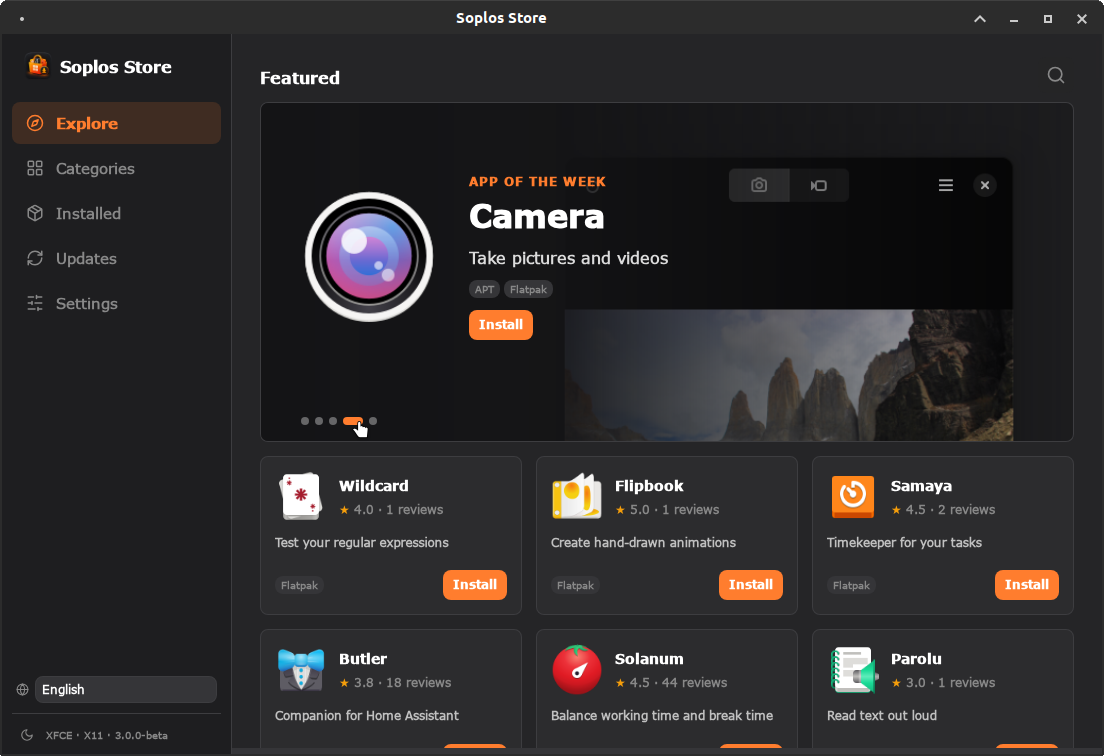 Soplos Store
Soplos Store
Explore
Categories
Installed
Updates
Settings
English
XFCE · X11 · 3.0.0-beta
Featured
APP OF THE WEEK
Camera
Take pictures and videos
APT Flatpak
Install
Wildcard
★ 4.0 · 1 reviews
Test your regular expressions
Flatpak
Install
Flipbook
★ 5.0 · 1 reviews
Create hand-drawn animations
Flatpak
Install
Samaya
★ 4.5 · 2 reviews
Timekeeper for your tasks
Flatpak
Install
Butler
★ 3.8 · 18 reviews
Companion for Home Assistant
Solanum
★ 4.5 · 44 reviews
Balance working time and break time
Parolu
★ 3.0 · 1 reviews
Read text out loud